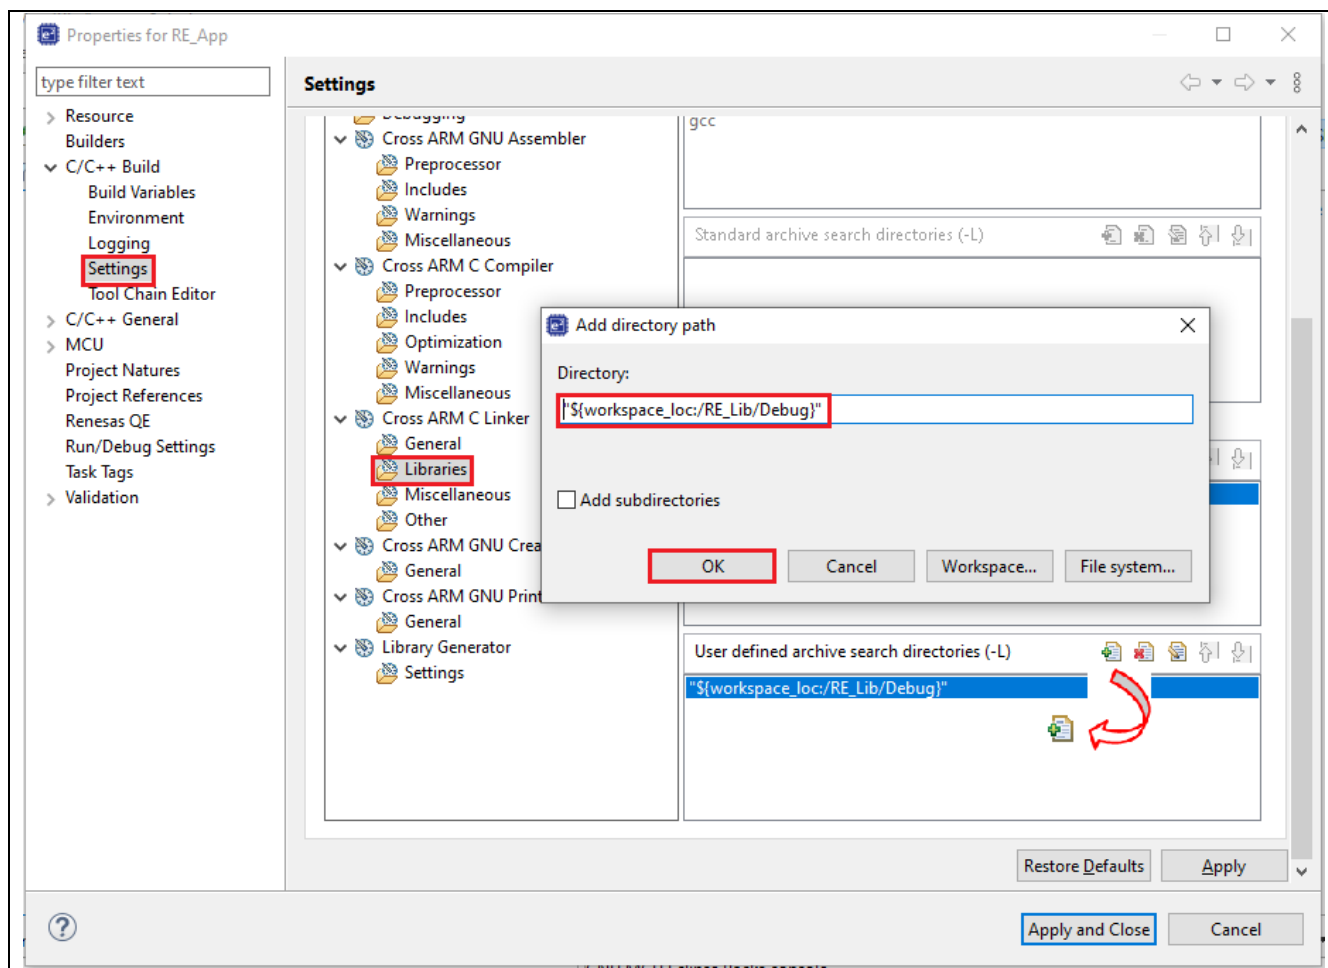 Properties for RE_App
type filter text
Resource
Builders
C/C++ Build
Build Variables
Environment
Logging
Settings
Tool Chain Editor
C/C++ General
MCU
Project Natures
Project References
Renesas QE
Run/Debug Settings
Task Tags
Validation
Settings
Debugging
Cross ARM GNU Assembler
Preprocessor
Includes
Warnings
Miscellaneous
Cross ARM C Compiler
Preprocessor
Includes
Optimization
Warnings
Miscellaneous
Cross ARM C Linker
General
Libraries
Miscellaneous
Other
Cross ARM GNU Crea
General
Cross ARM GNU Print
General
Library Generator
Settings
gcc
Standard archive search directories (-L)
Add directory path
Directory:
"${workspace_loc:/RE_Lib/Debug}"
Add subdirectories
OK Cancel Workspace... File system...
User defined archive search directories (-L)
"${workspace_loc:/RE_Lib/Debug}"
Restore Defaults Apply
Apply and Close Cancel